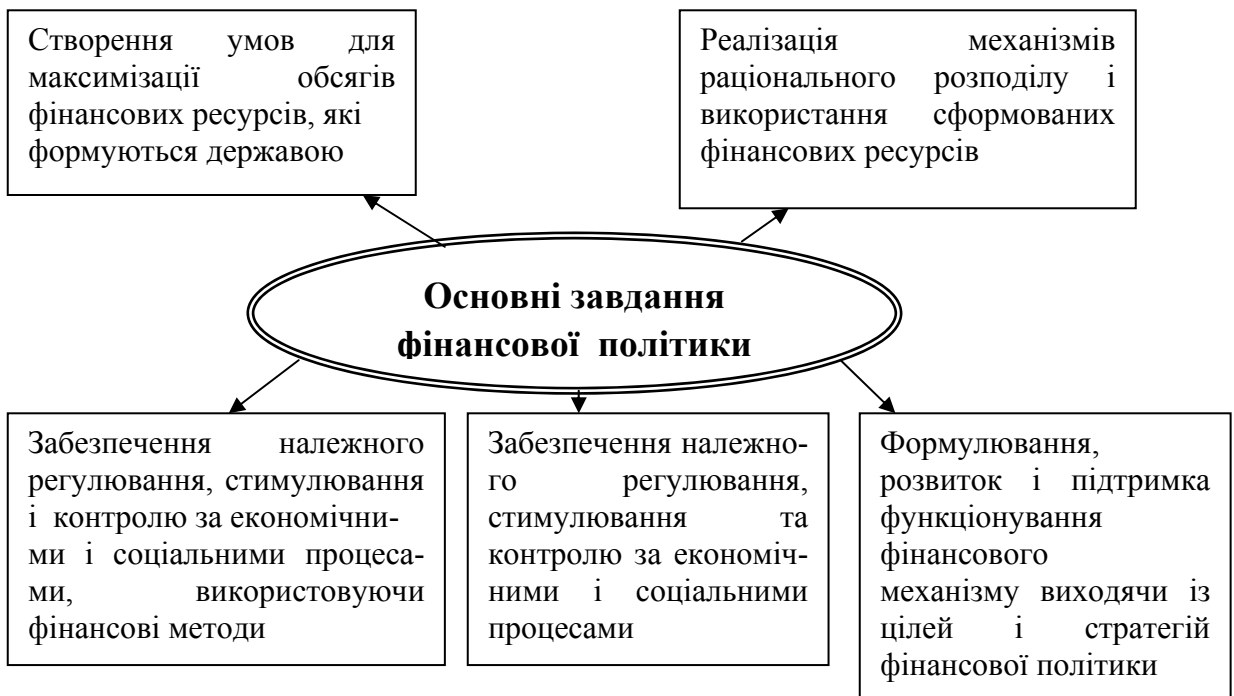 Створення умов для
максимізації обсягів
фінансових ресурсів, які
формуються державою
Реалізація механізмів
раціонального розподілу і
використання сформованих
фінансових ресурсів
Основні завдання
фінансової політики
Забезпечення належного
регулювання, стимулювання
і контролю за економічни-
ми і соціальними процеса-
ми, використовуючи
фінансові методи
Забезпечення належно-
го регулювання,
стимулювання та
контролю за економіч-
ними і соціальними
процесами
Формулювання,
розвиток і підтримка
функціонування
фінансового
механізму виходячи із
цілей і стратегій
фінансової політики